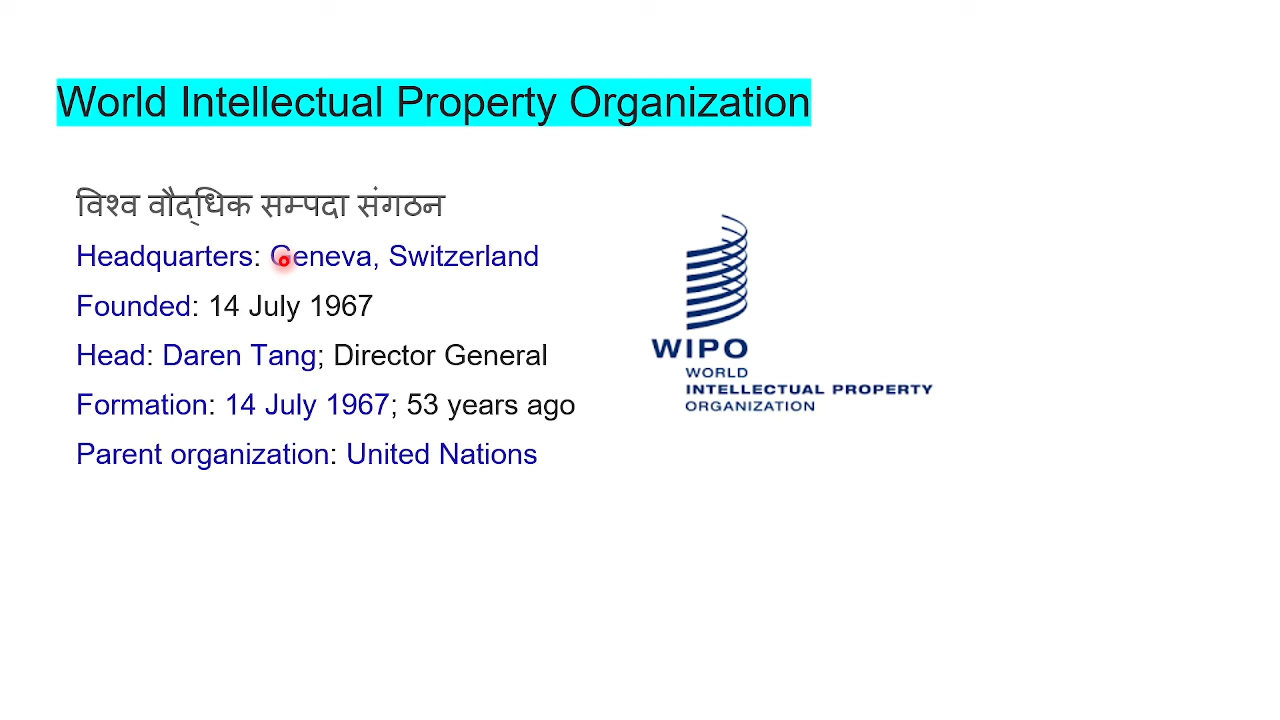 World Intellectual Property Organization
विश्व वौद्धिक सम्पदा संगठन
Headquarters: Geneva, Switzerland
Founded: 14 July 1967
Head: Daren Tang; Director General
Formation: 14 July 1967; 53 years ago
Parent organization: United Nations
WIPO
WORLD
INTELLECTUAL PROPERTY
ORGANIZATION